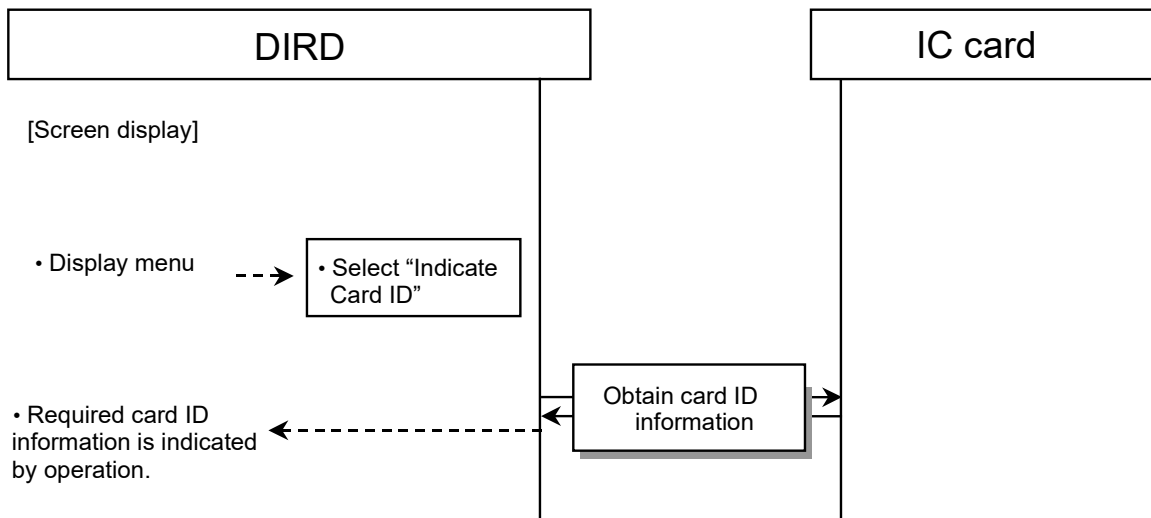 DIRD
IC card
[Screen display]
• Display menu
• Select “Indicate
Card ID”
Obtain card ID
information
• Required card ID
information is indicated
by operation.